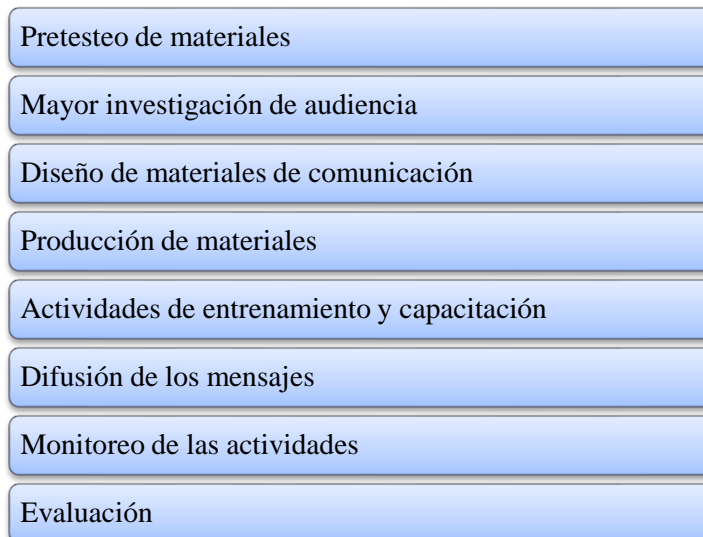 Pretesteo de materiales
Mayor investigación de audiencia
Diseño de materiales de comunicación
Producción de materiales
Actividades de entrenamiento y capacitación
Difusión de los mensajes
Monitoreo de las actividades
Evaluación